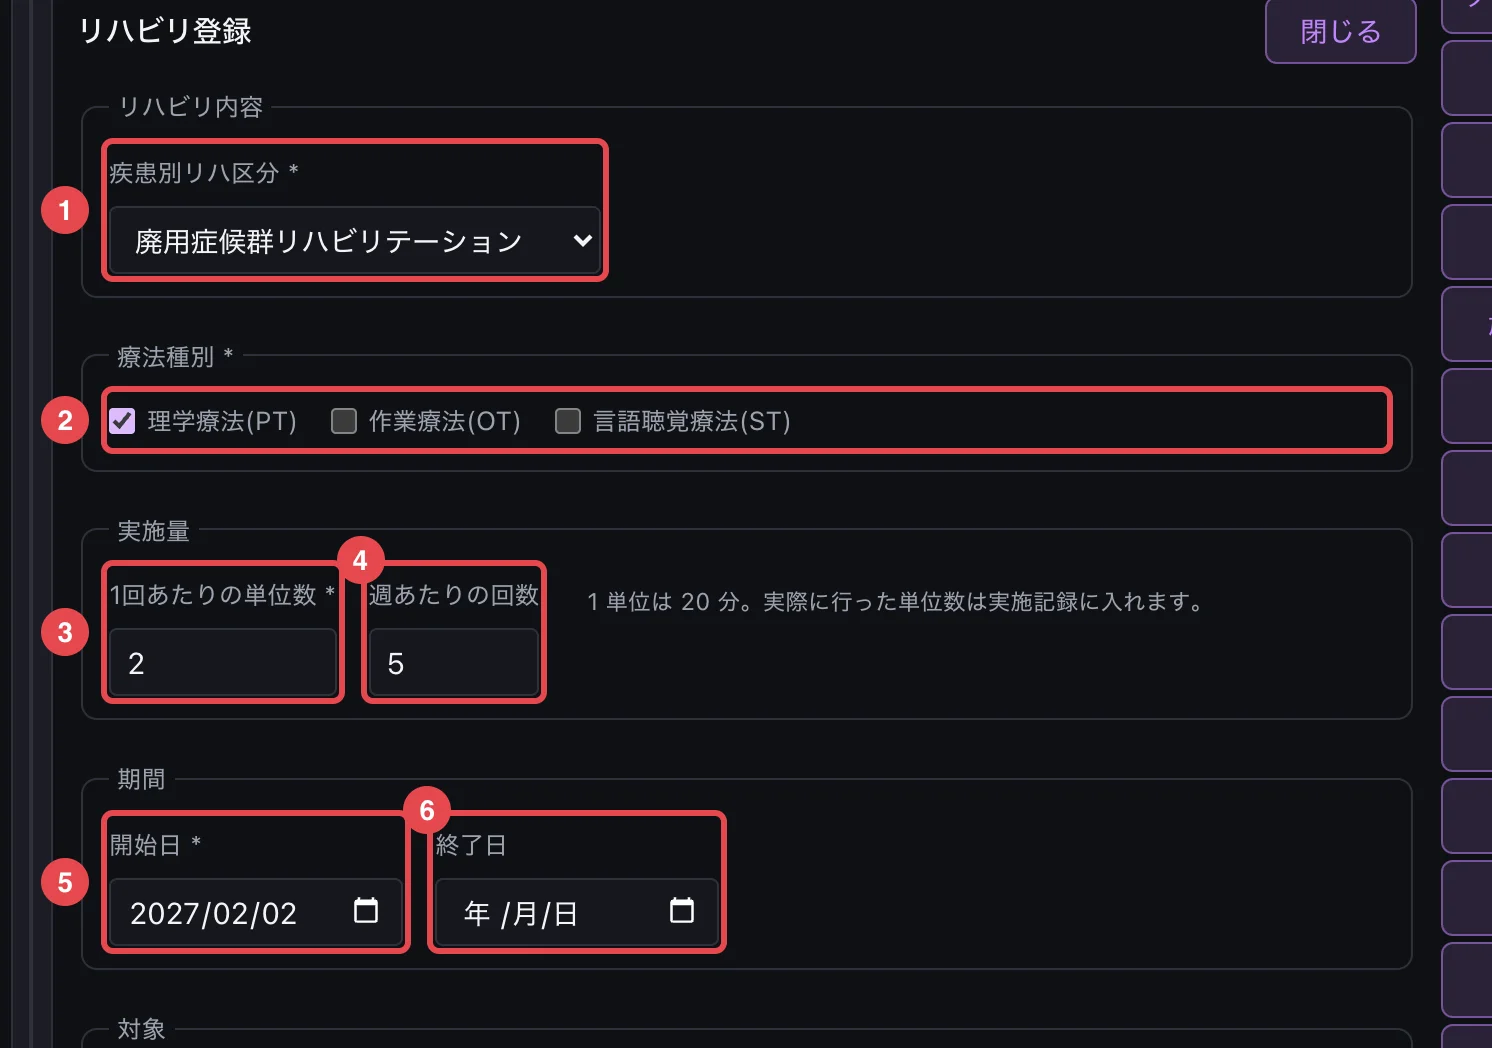 リハビリ登録
閉じる
リハビリ内容
疾患別リハ区分 *
1
廃用症候群リハビリテーション
療法種別 *
2
理学療法(PT) 作業療法(OT) 言語聴覚療法(ST)
実施量
4
1回あたりの単位数 * 週あたりの回数
1 単位は 20 分。実際に行った単位数は実施記録に入れます。
3
2 5
期間
6
開始日 * 終了日
5
2027/02/02 年 /月/日
対象